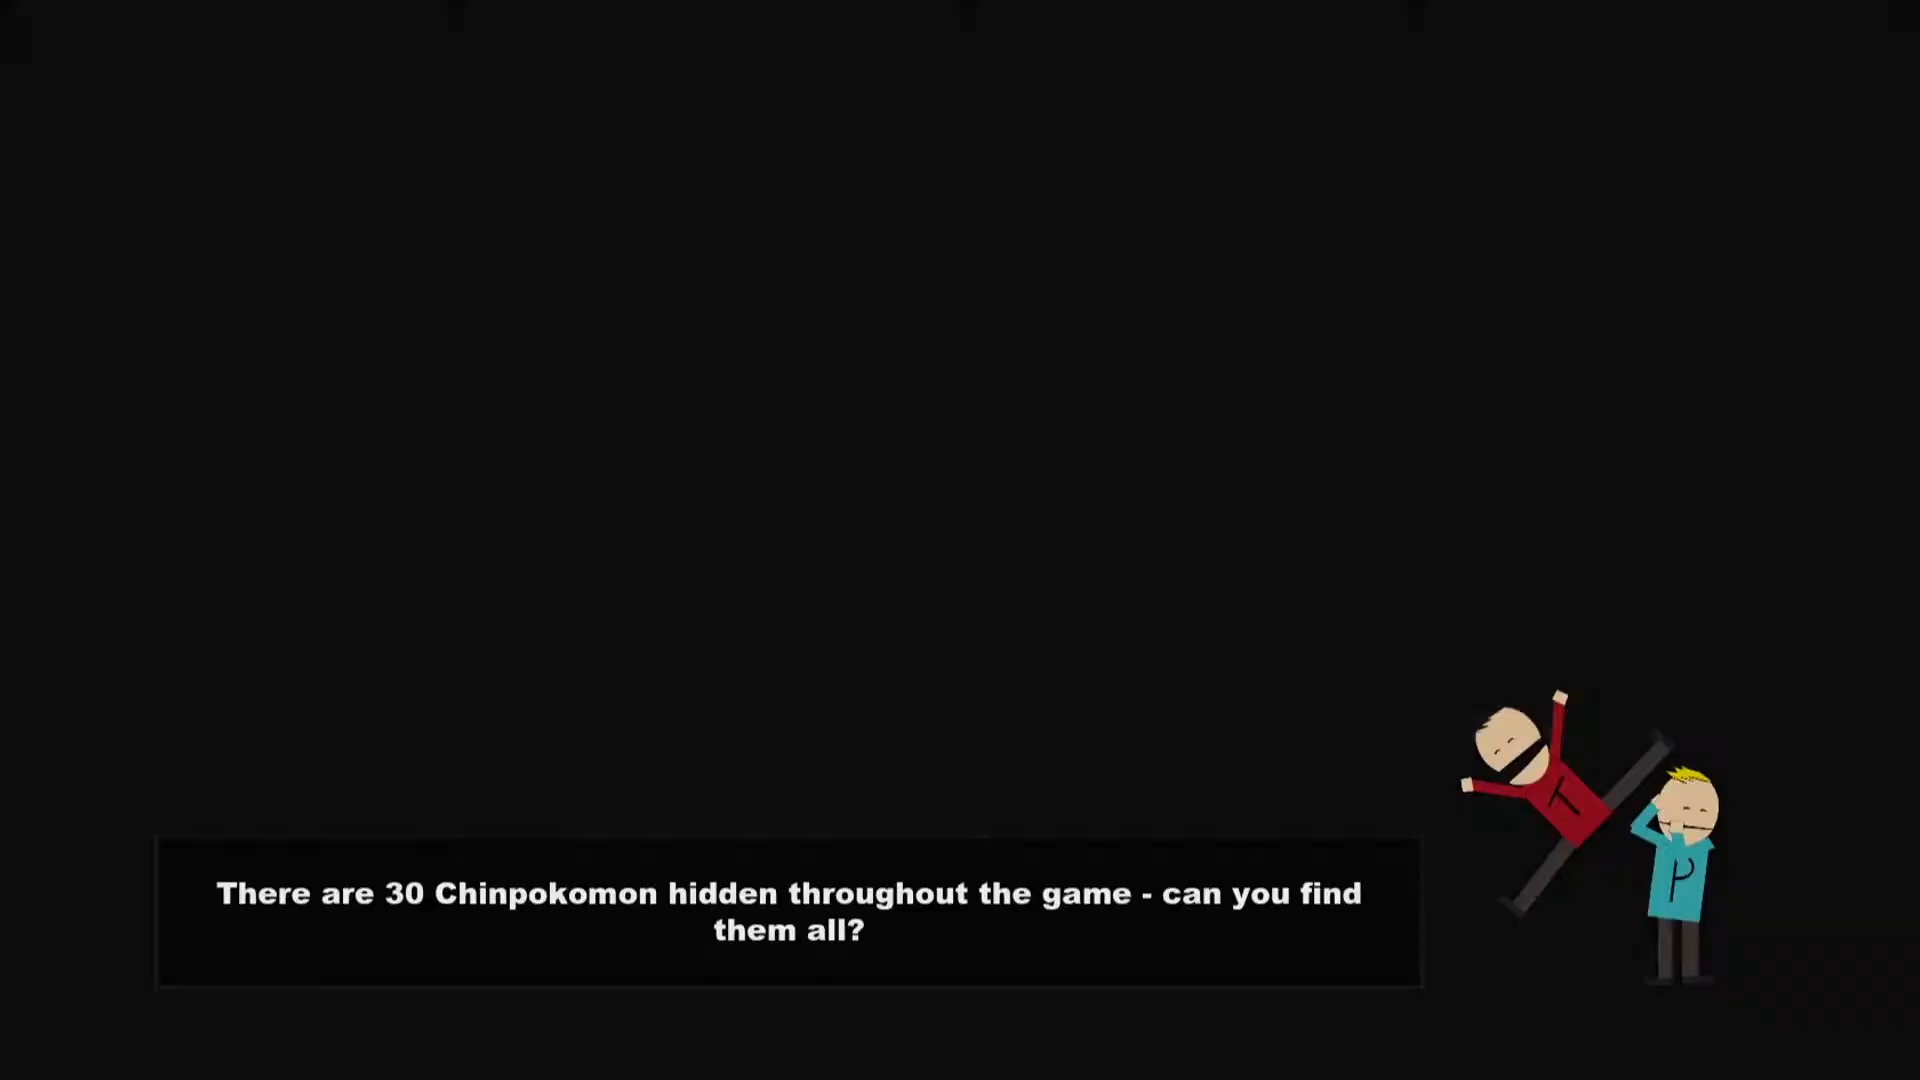 There are 30 Chinpokomon hidden throughout the game - can you find
them all?
T
P